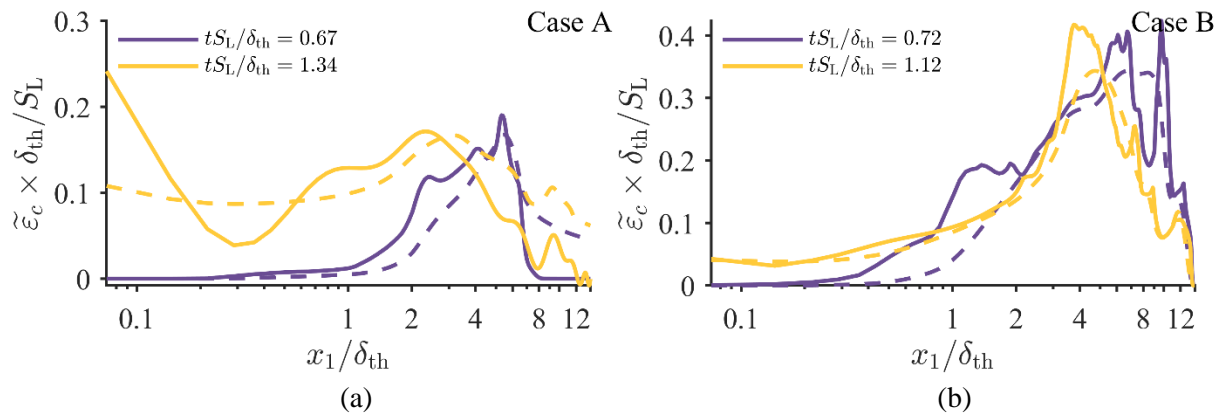 Case A
tS_L/δ_th = 0.67
tS_L/δ_th = 1.34
ε̃_c × δ_th/S_L
0.3
0.2
0.1
0
0.1 1 2 4 8 12
x_1/δ_th
(a)
Case B
tS_L/δ_th = 0.72
tS_L/δ_th = 1.12
ε̃_c × δ_th/S_L
0.4
0.3
0.2
0.1
0
0.1 1 2 4 8 12
x_1/δ_th
(b)